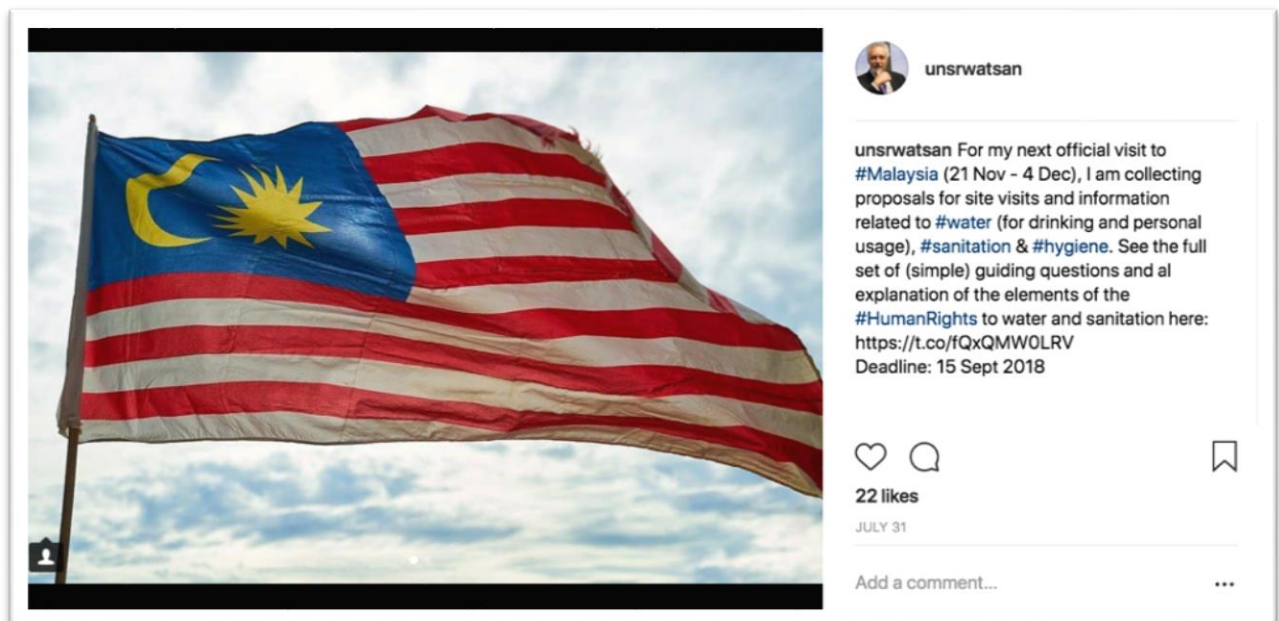 unsrwatsan
unsrwatsan For my next official visit to
#Malaysia (21 Nov - 4 Dec), I am collecting
proposals for site visits and information
related to #water (for drinking and personal
usage), #sanitation & #hygiene. See the full
set of (simple) guiding questions and al
explanation of the elements of the
#HumanRights to water and sanitation here:
https://t.co/fQxQMW0LRV
Deadline: 15 Sept 2018
22 likes
JULY 31
Add a comment...